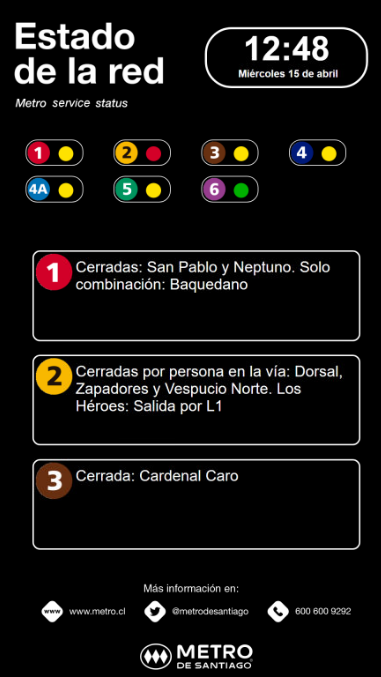 Estado
de la red
Metro service status
12:48
Miércoles 15 de abril
1
2
3
4
4A
5
6
1
Cerradas: San Pablo y Neptuno. Solo
combinación: Baquedano
2
Cerradas por persona en la vía: Dorsal,
Zapadores y Vespucio Norte. Los
Héroes: Salida por L1
3
Cerrada: Cardenal Caro
Más información en:
www
www.metro.cl
@metrodesantiago
600 600 9292
METRO
DE SANTIAGO